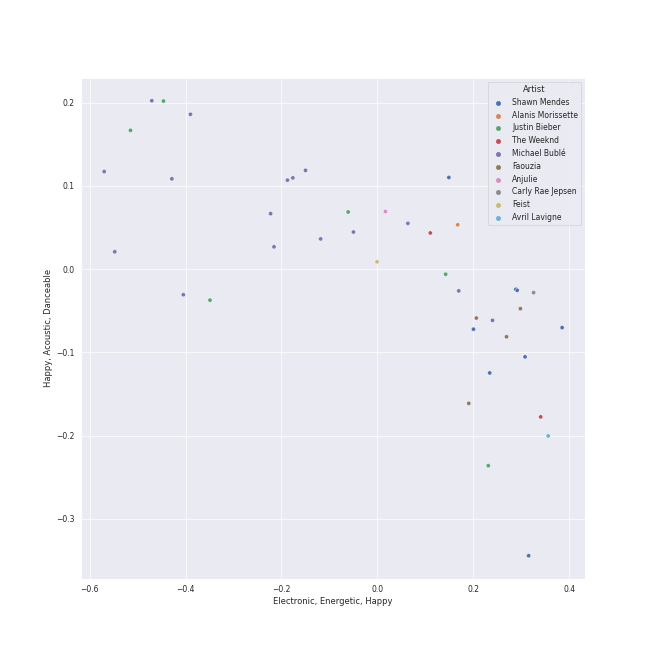 Artist
Shawn Mendes
Alanis Morissette
Justin Bieber
The Weeknd
Michael Bublé
Faouzia
Anjulie
Carly Rae Jepsen
Feist
Avril Lavigne
0.2
0.1
0.0
−0.1
−0.2
−0.3
Happy, Acoustic, Danceable
−0.6
−0.4
−0.2
0.0
0.2
0.4
Electronic, Energetic, Happy